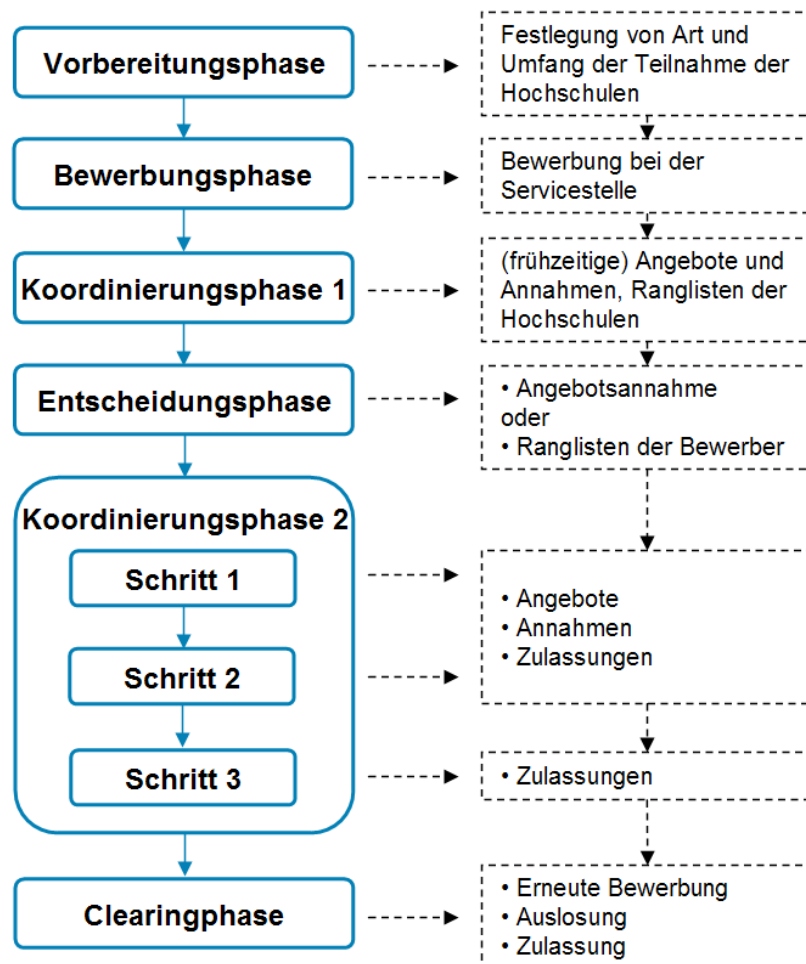 Vorbereitungsphase
Festlegung von Art und
Umfang der Teilnahme der
Hochschulen
Bewerbungsphase
Bewerbung bei der
Servicestelle
Koordinierungsphase 1
(frühzeitige) Angebote und
Annahmen, Ranglisten der
Hochschulen
Entscheidungsphase
• Angebotsannahme
oder
• Ranglisten der Bewerber
Koordinierungsphase 2
Schritt 1
Schritt 2
• Angebote
• Annahmen
• Zulassungen
Schritt 3
• Zulassungen
Clearingphase
• Erneute Bewerbung
• Auslosung
• Zulassung